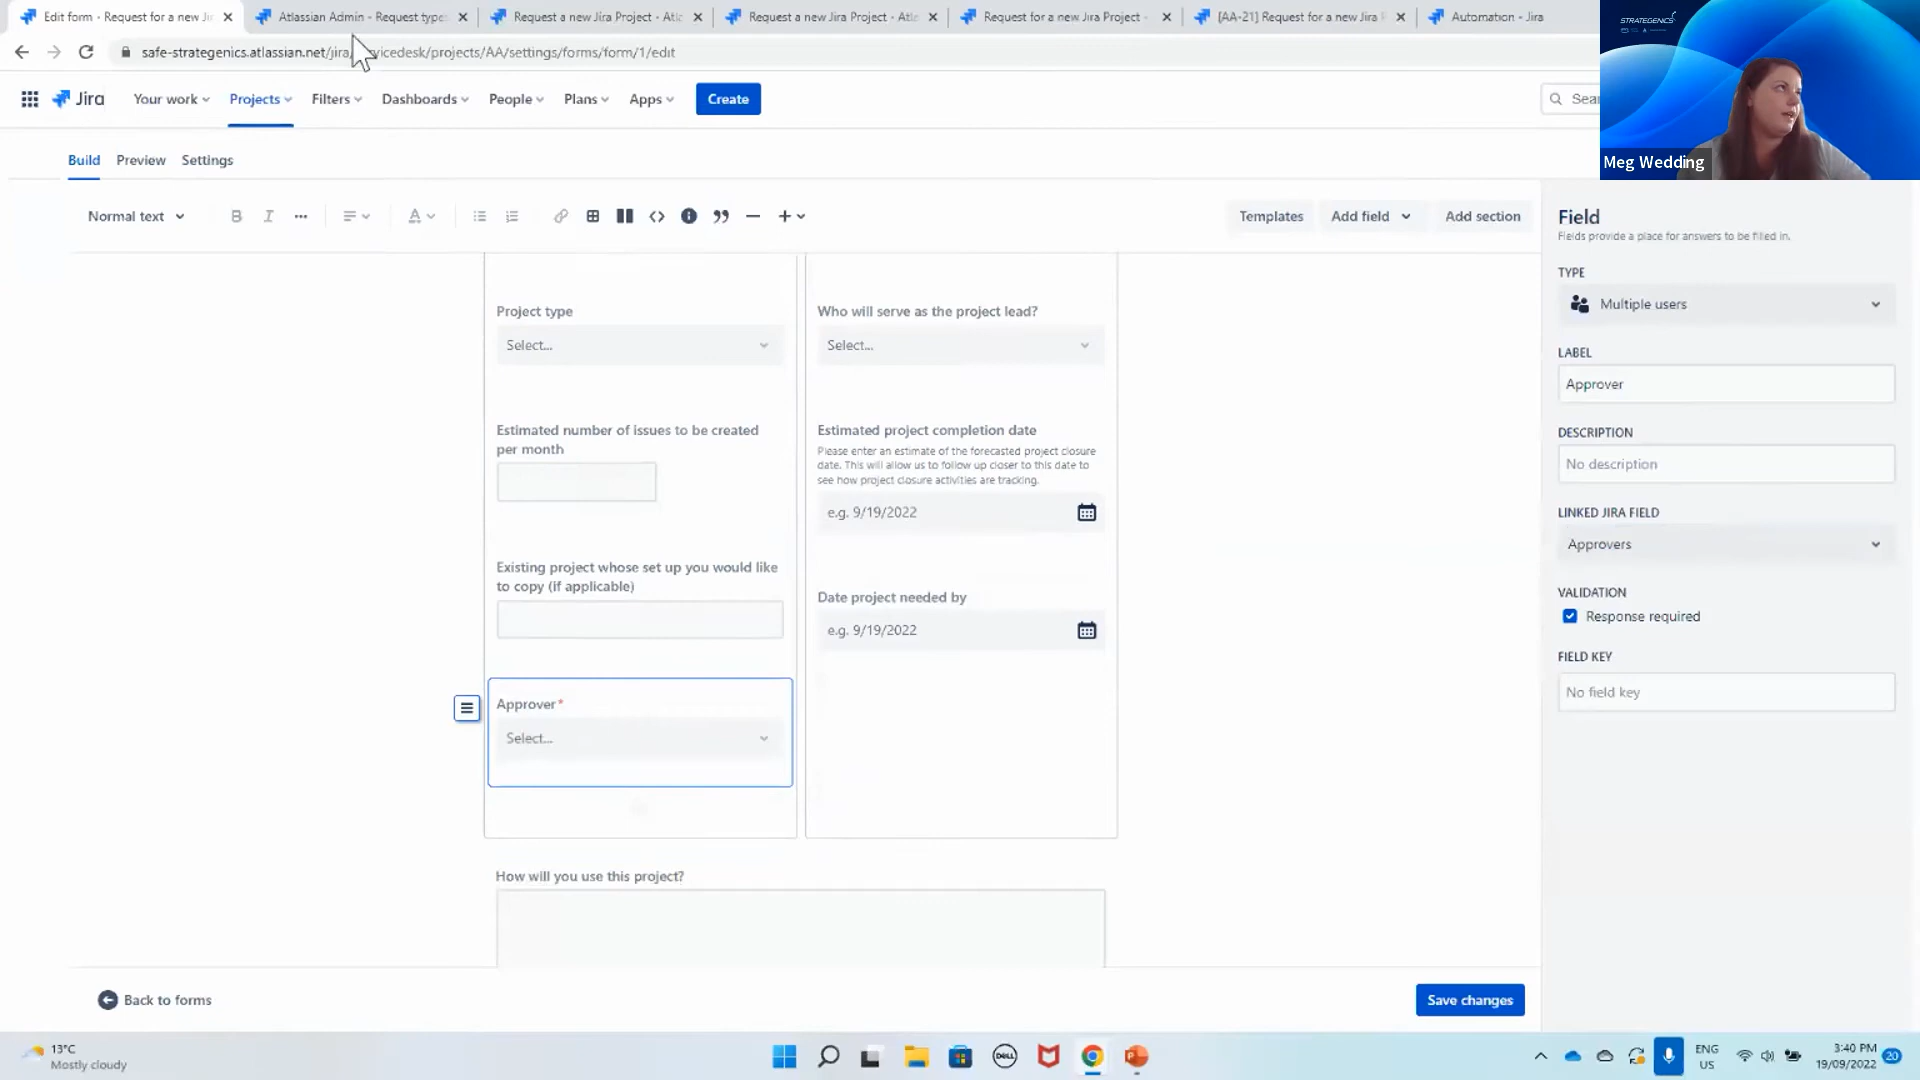 Edit form - Request for a new Ji
Atlassian Admin - Request types
Request a new Jira Project - Atla
Request a new Jira Project - Atla
Request for a new Jira Project -
[AA-21] Request for a new Jira P
Automation - Jira
safe-strategenics.atlassian.net/jira/servicedesk/projects/AA/settings/forms/form/1/edit
Jira
Your work
Projects
Filters
Dashboards
People
Plans
Apps
Create
Sea
STRATEGENICS
Meg Wedding
Build
Preview
Settings
Normal text
B
I
A
Templates
Add field
Add section
Project type
Select...
Who will serve as the project lead?
Select...
Estimated number of issues to be created
per month
Estimated project completion date
Please enter an estimate of the forecasted project closure
date. This will allow us to follow up closer to this date to
see how project closure activities are tracking.
e.g. 9/19/2022
Existing project whose set up you would like
to copy (if applicable)
Date project needed by
e.g. 9/19/2022
Approver*
Select...
How will you use this project?
Field
Fields provide a place for answers to be filled in.
TYPE
Multiple users
LABEL
Approver
DESCRIPTION
No description
LINKED JIRA FIELD
Approvers
VALIDATION
Response required
FIELD KEY
No field key
Back to forms
Save changes
13°C
Mostly cloudy
DELL
ENG
US
3:40 PM
19/09/2022
20